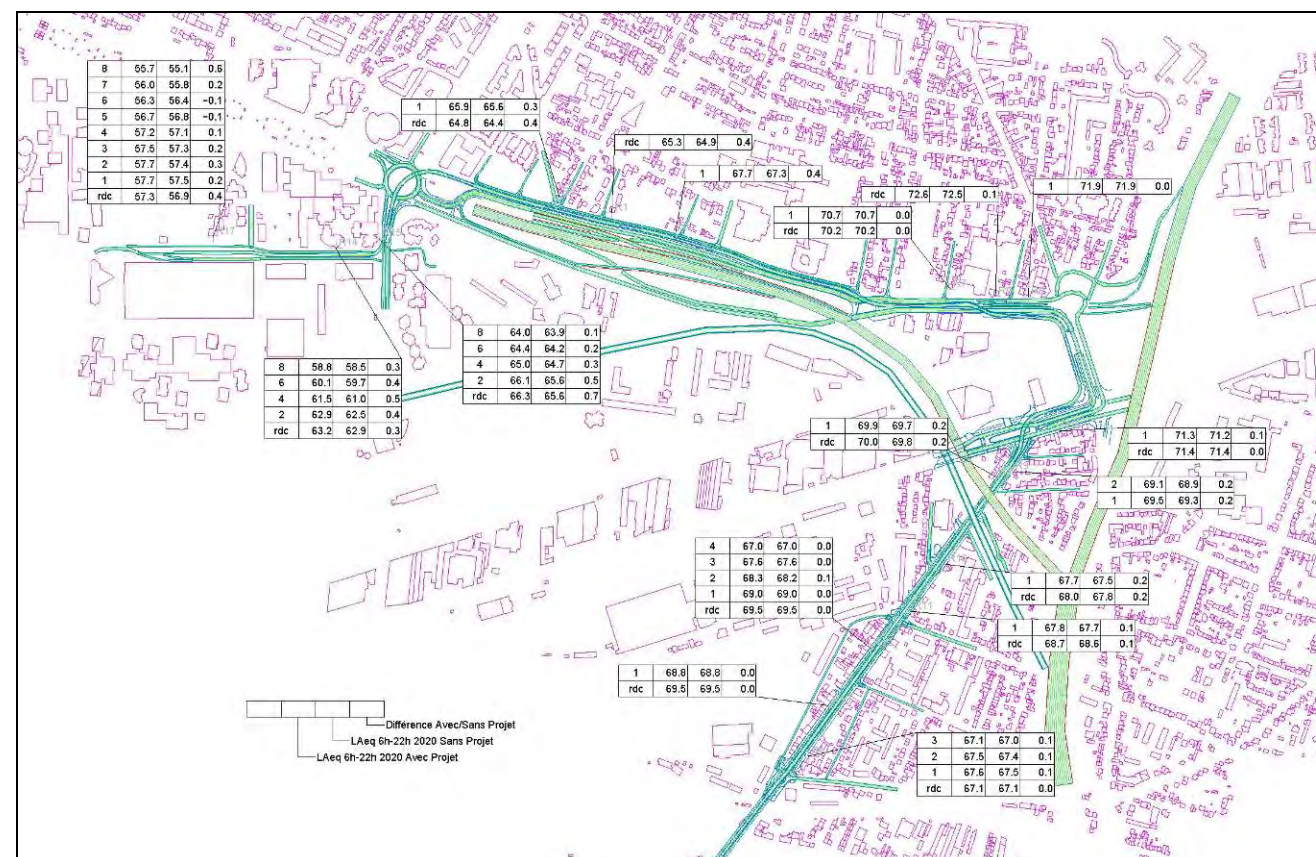 8 55.7 55.1 0.6
7 56.0 55.8 0.2
6 56.3 56.4 -0.1
5 56.7 56.8 -0.1
4 57.2 57.1 0.1
3 57.5 57.3 0.2
2 57.7 57.4 0.3
1 57.7 57.5 0.2
rdc 57.3 56.9 0.4
1 65.9 65.6 0.3
rdc 64.8 64.4 0.4
rdc 65.3 64.9 0.4
1 67.7 67.3 0.4
rdc 72.6 72.5 0.1
1 71.9 71.9 0.0
1 70.7 70.7 0.0
rdc 70.2 70.2 0.0
8 64.0 63.9 0.1
6 64.4 64.2 0.2
4 65.0 64.7 0.3
2 66.1 65.6 0.5
rdc 66.3 65.6 0.7
8 58.8 58.5 0.3
6 60.1 59.7 0.4
4 61.5 61.0 0.5
2 62.9 62.5 0.4
rdc 63.2 62.9 0.3
1 69.9 69.7 0.2
rdc 70.0 69.8 0.2
1 71.3 71.2 0.1
rdc 71.4 71.4 0.0
2 69.1 68.9 0.2
1 69.5 69.3 0.2
4 67.0 67.0 0.0
3 67.6 67.6 0.0
2 68.3 68.2 0.1
1 69.0 69.0 0.0
rdc 69.5 69.5 0.0
1 67.7 67.5 0.2
rdc 68.0 67.8 0.2
1 67.8 67.7 0.1
rdc 68.7 68.6 0.1
1 68.8 68.8 0.0
rdc 69.5 69.5 0.0
3 67.1 67.0 0.1
2 67.5 67.4 0.1
1 67.6 67.5 0.1
rdc 67.1 67.1 0.0
Différence Avec/Sans Projet
LAeq 6h-22h 2020 Sans Projet
LAeq 6h-22h 2020 Avec Projet